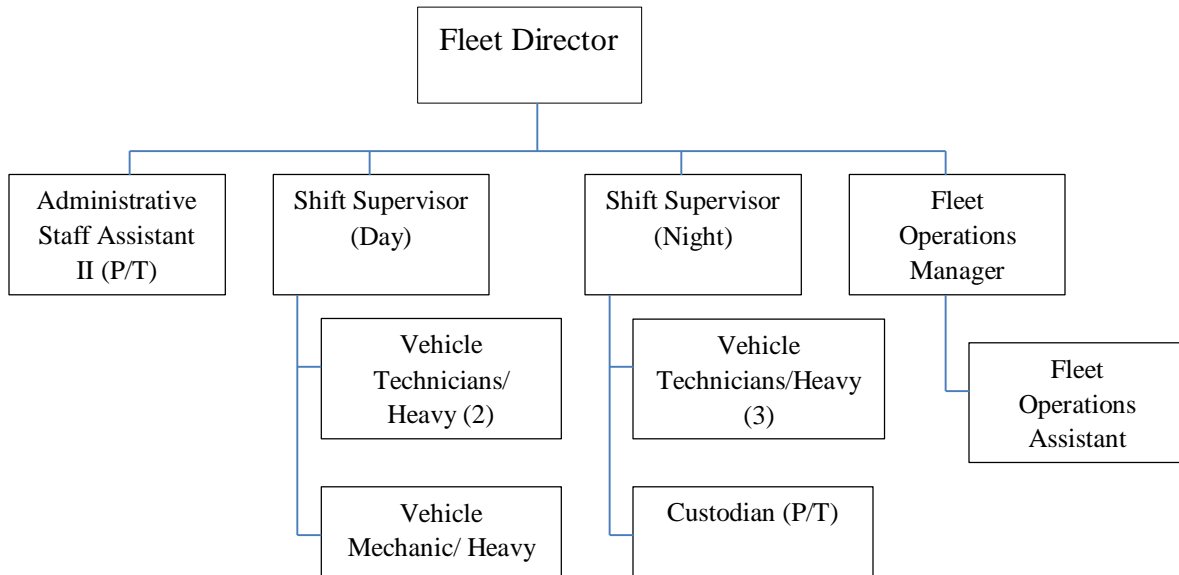 Fleet Director
Administrative
Staff Assistant
II (P/T)
Shift Supervisor
(Day)
Shift Supervisor
(Night)
Fleet
Operations
Manager
Vehicle
Technicians/
Heavy (2)
Vehicle
Technicians/Heavy
(3)
Fleet
Operations
Assistant
Vehicle
Mechanic/ Heavy
Custodian (P/T)